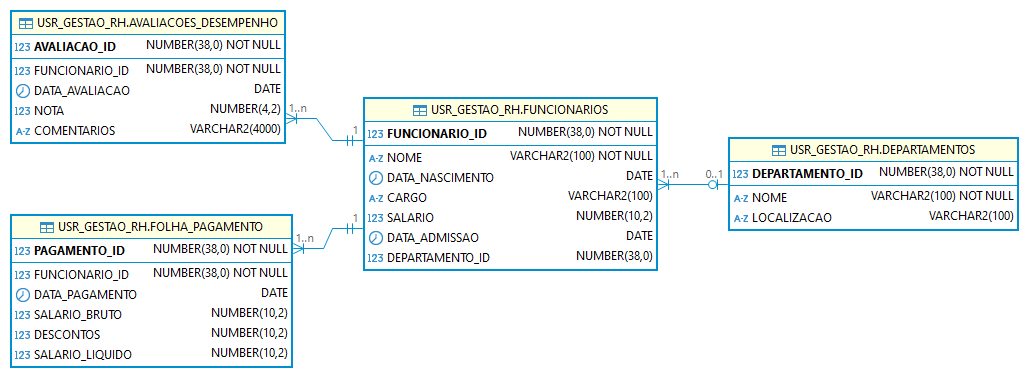 USR_GESTAO_RH.AVALIACOES_DESEMPENHO
123 AVALIACAO_ID NUMBER(38,0) NOT NULL
123 FUNCIONARIO_ID NUMBER(38,0) NOT NULL
DATA_AVALIACAO DATE
123 NOTA NUMBER(4,2)
A-Z COMENTARIOS VARCHAR2(4000)
1..n
1
USR_GESTAO_RH.FUNCIONARIOS
123 FUNCIONARIO_ID NUMBER(38,0) NOT NULL
A-Z NOME VARCHAR2(100) NOT NULL
DATA_NASCIMENTO DATE
A-Z CARGO VARCHAR2(100)
123 SALARIO NUMBER(10,2)
DATA_ADMISSAO DATE
123 DEPARTAMENTO_ID NUMBER(38,0)
1..n
0..1
USR_GESTAO_RH.DEPARTAMENTOS
123 DEPARTAMENTO_ID NUMBER(38,0) NOT NULL
A-Z NOME VARCHAR2(100) NOT NULL
A-Z LOCALIZACAO VARCHAR2(100)
USR_GESTAO_RH.FOLHA_PAGAMENTO
123 PAGAMENTO_ID NUMBER(38,0) NOT NULL
123 FUNCIONARIO_ID NUMBER(38,0) NOT NULL
DATA_PAGAMENTO DATE
123 SALARIO_BRUTO NUMBER(10,2)
123 DESCONTOS NUMBER(10,2)
123 SALARIO_LIQUIDO NUMBER(10,2)
1..n
1